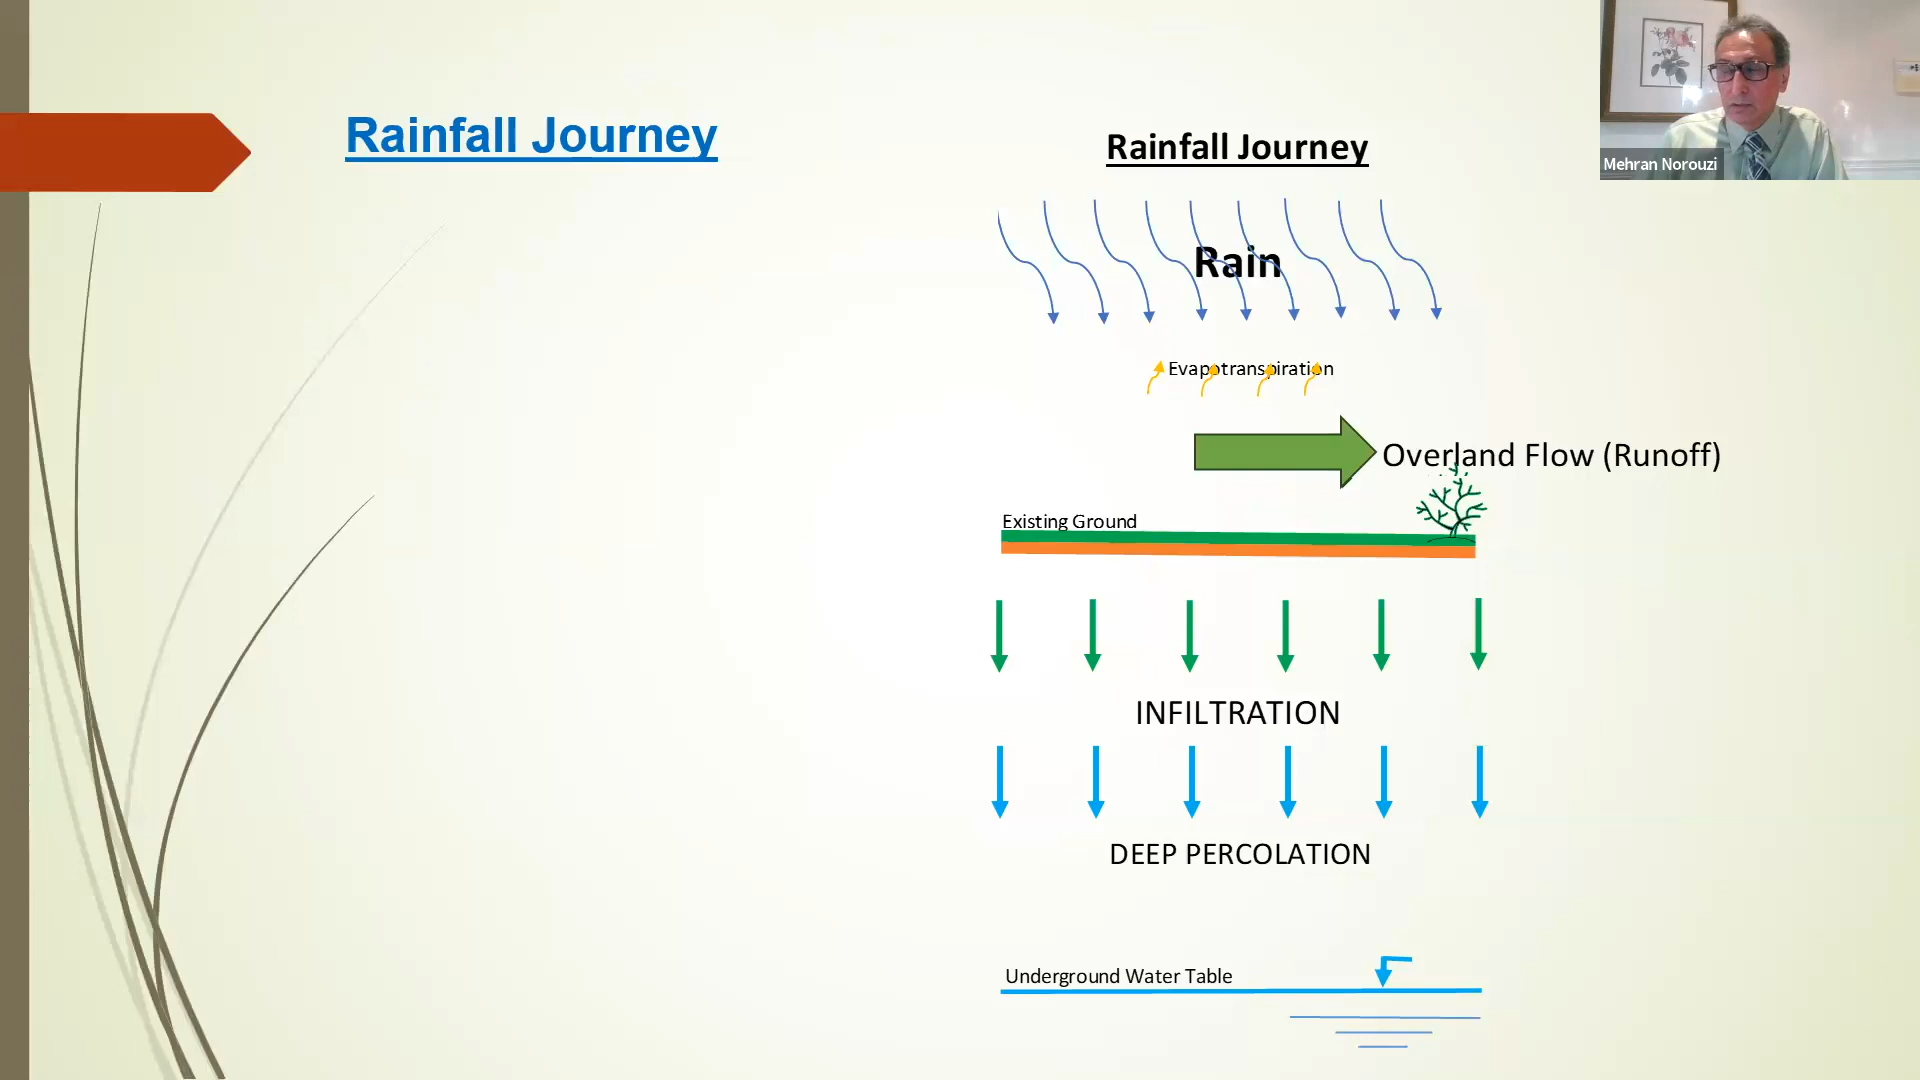 Rainfall Journey
Rainfall Journey
Mehran Norouzi
Rain
Evapotranspiration
Overland Flow (Runoff)
Existing Ground
INFILTRATION
DEEP PERCOLATION
Underground Water Table